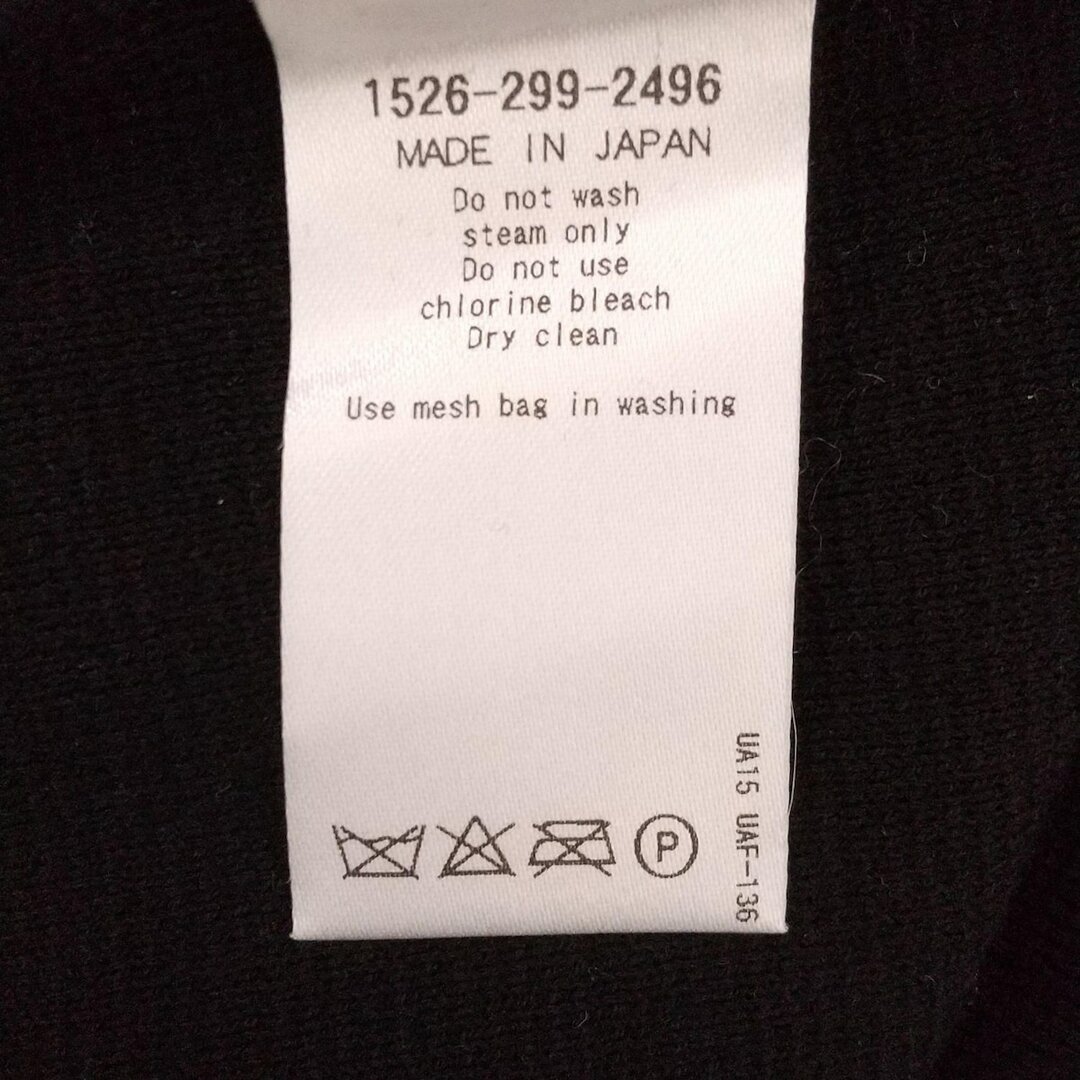 1526-299-2496
MADE IN JAPAN
Do not wash
steam only
Do not use
chlorine bleach
Dry clean
Use mesh bag in washing
UA15 UAF-136
P